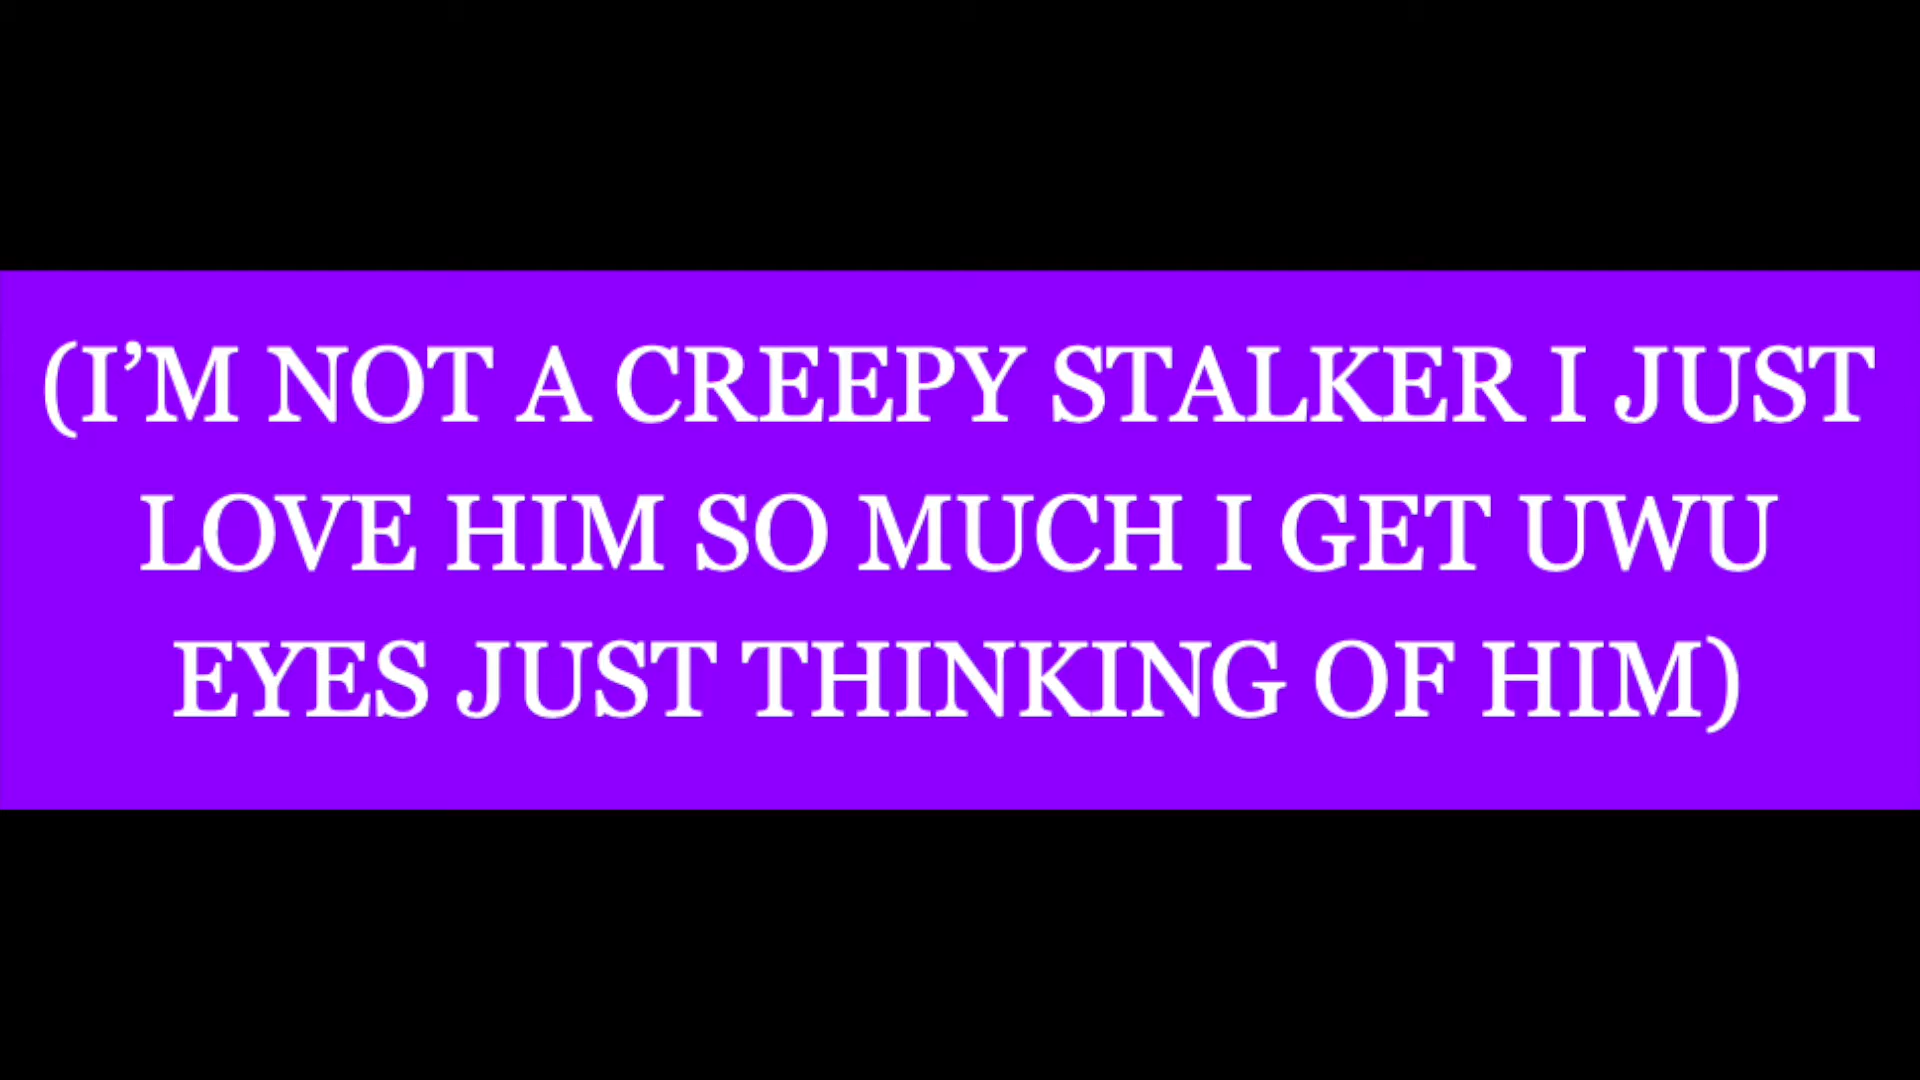 (I’M NOT A CREEPY STALKER I JUST
LOVE HIM SO MUCH I GET UWU
EYES JUST THINKING OF HIM)